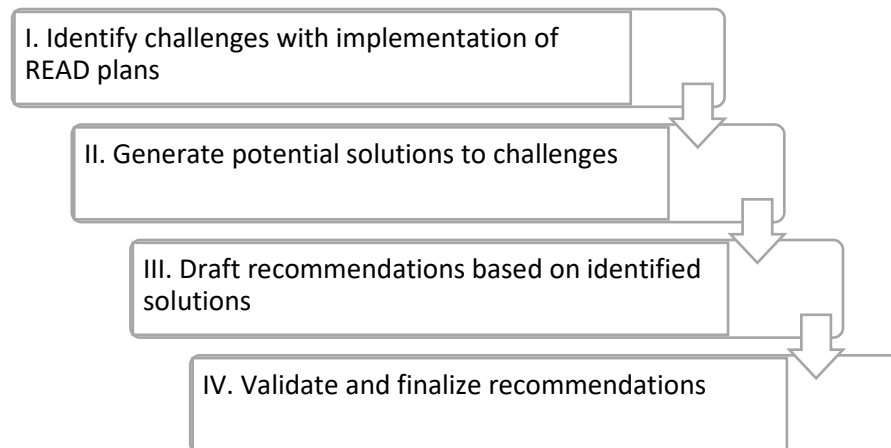 I. Identify challenges with implementation of
READ plans
II. Generate potential solutions to challenges
III. Draft recommendations based on identified
solutions
IV. Validate and finalize recommendations